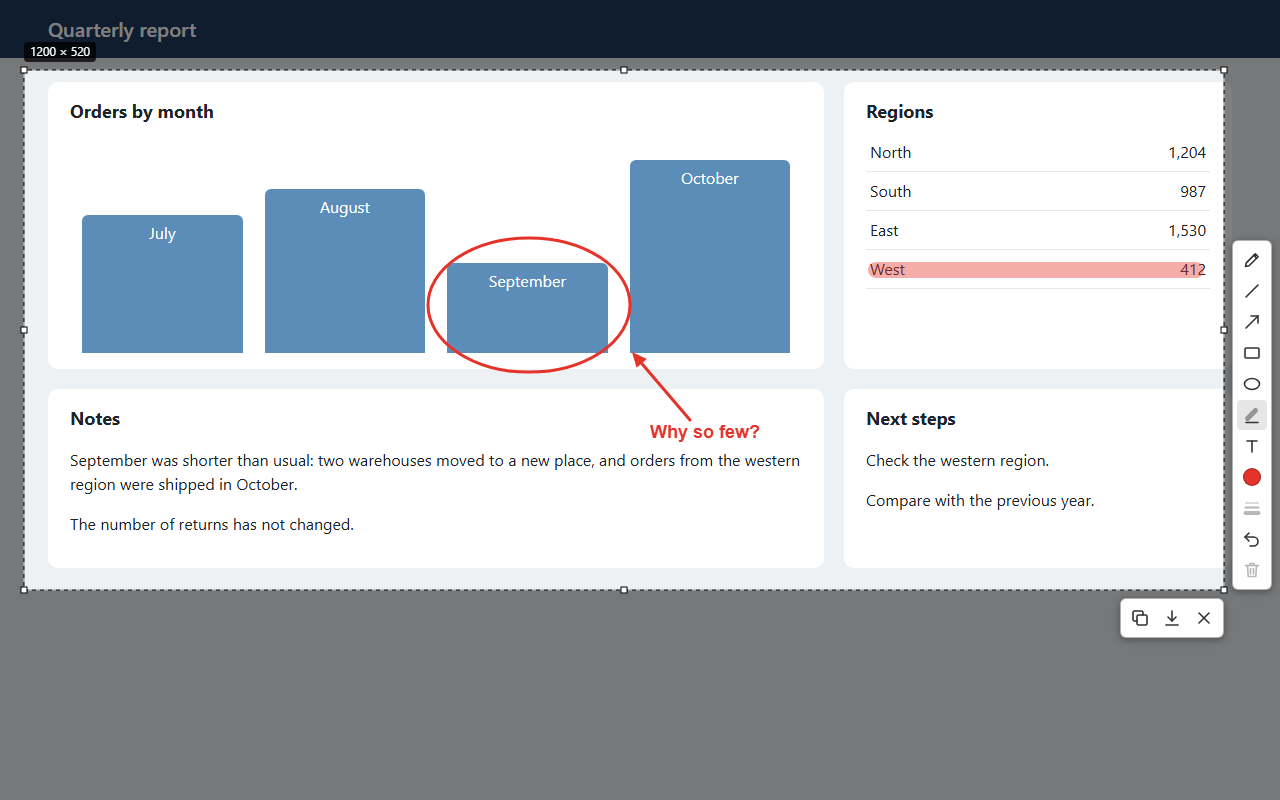 Quarterly report
1200 × 520
Orders by month
July
August
September
October
Why so few?
Regions
North 1,204
South 987
East 1,530
West 412
Notes
September was shorter than usual: two warehouses moved to a new place, and orders from the western
region were shipped in October.
The number of returns has not changed.
Next steps
Check the western region.
Compare with the previous year.
T